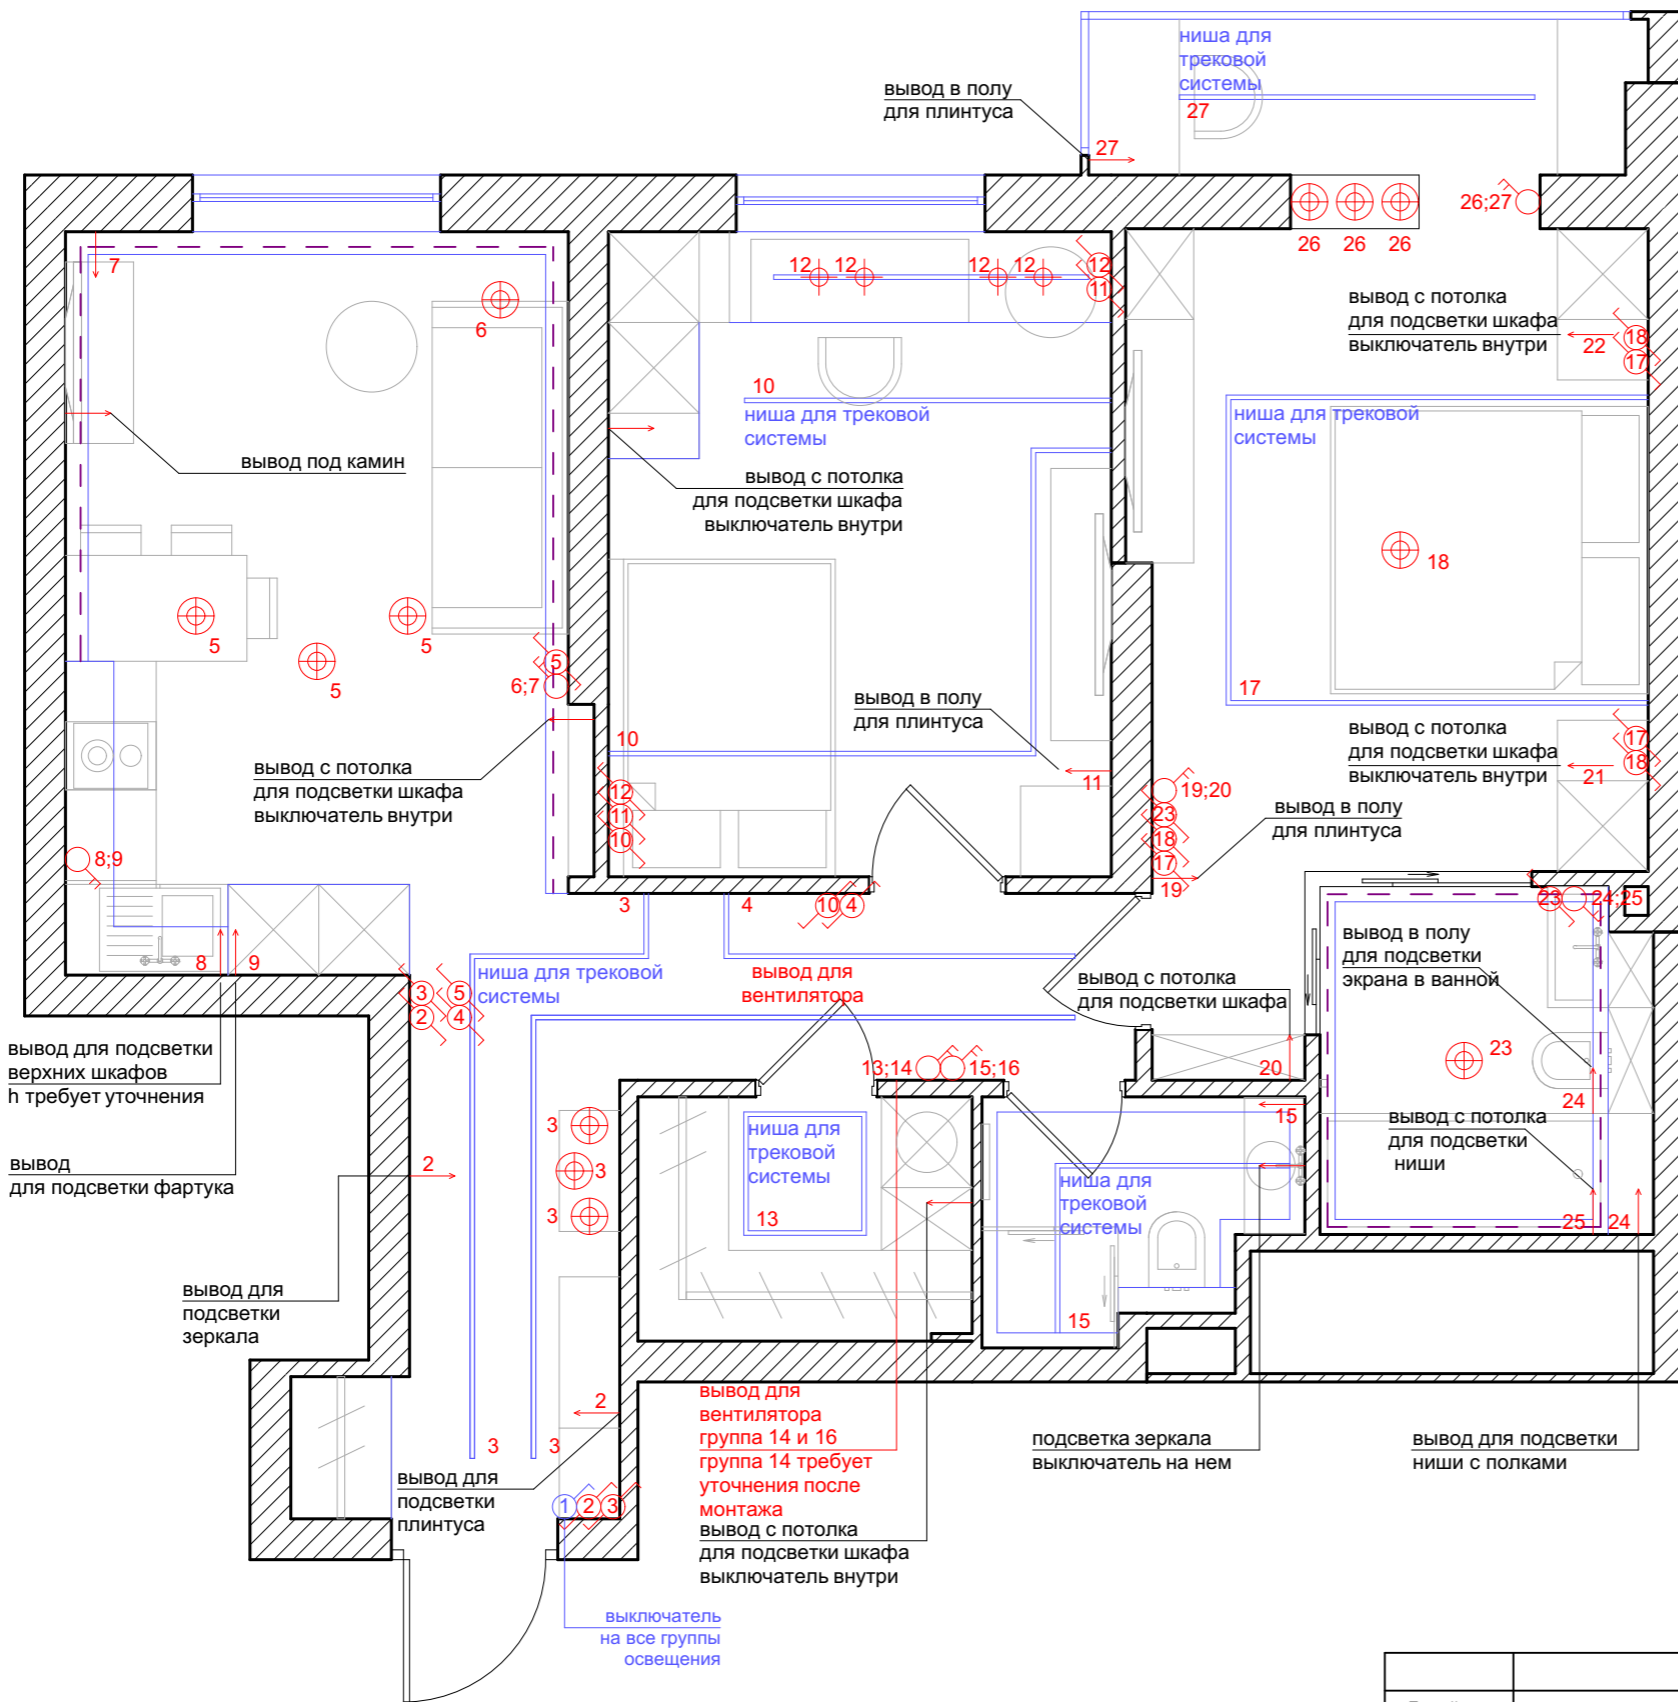 ниша для
трековой
системы
27
вывод в полу
для плинтуса
27
26;27
26
26
26
7
6
12
12
12
12
12
11
вывод с потолка
для подсветки шкафа
выключатель внутри
22
18
17
10
ниша для трековой
системы
ниша для трековой
системы
вывод под камин
вывод с потолка
для подсветки шкафа
выключатель внутри
18
5
5
5
5
6;7
17
вывод в полу
для плинтуса
10
11
вывод с потолка
для подсветки шкафа
выключатель внутри
21
17
18
вывод с потолка
для подсветки шкафа
выключатель внутри
12
11
10
19;20
23
18
17
19
вывод в полу
для плинтуса
8;9
3
4
10
4
23
24;25
8
9
ниша для трековой
системы
вывод для
вентилятора
вывод с потолка
для подсветки шкафа
вывод в полу
для подсветки
экрана в ванной
3
2
5
4
вывод для подсветки
верхних шкафов
h требует уточнения
13;14
15;16
20
23
24
15
3
3
3
ниша для
трековой
системы
13
вывод с потолка
для подсветки
ниши
вывод
для подсветки фартука
2
ниша для
трековой
системы
25
24
15
вывод для
подсветки
зеркала
2
3
3
вывод для
подсветки
плинтуса
вывод для
вентилятора
группа 14 и 16
группа 14 требует
уточнения после
монтажа
подсветка зеркала
выключатель на нем
вывод для подсветки
ниши с полками
1
2
3
вывод с потолка
для подсветки шкафа
выключатель внутри
выключатель
на все группы
освещения